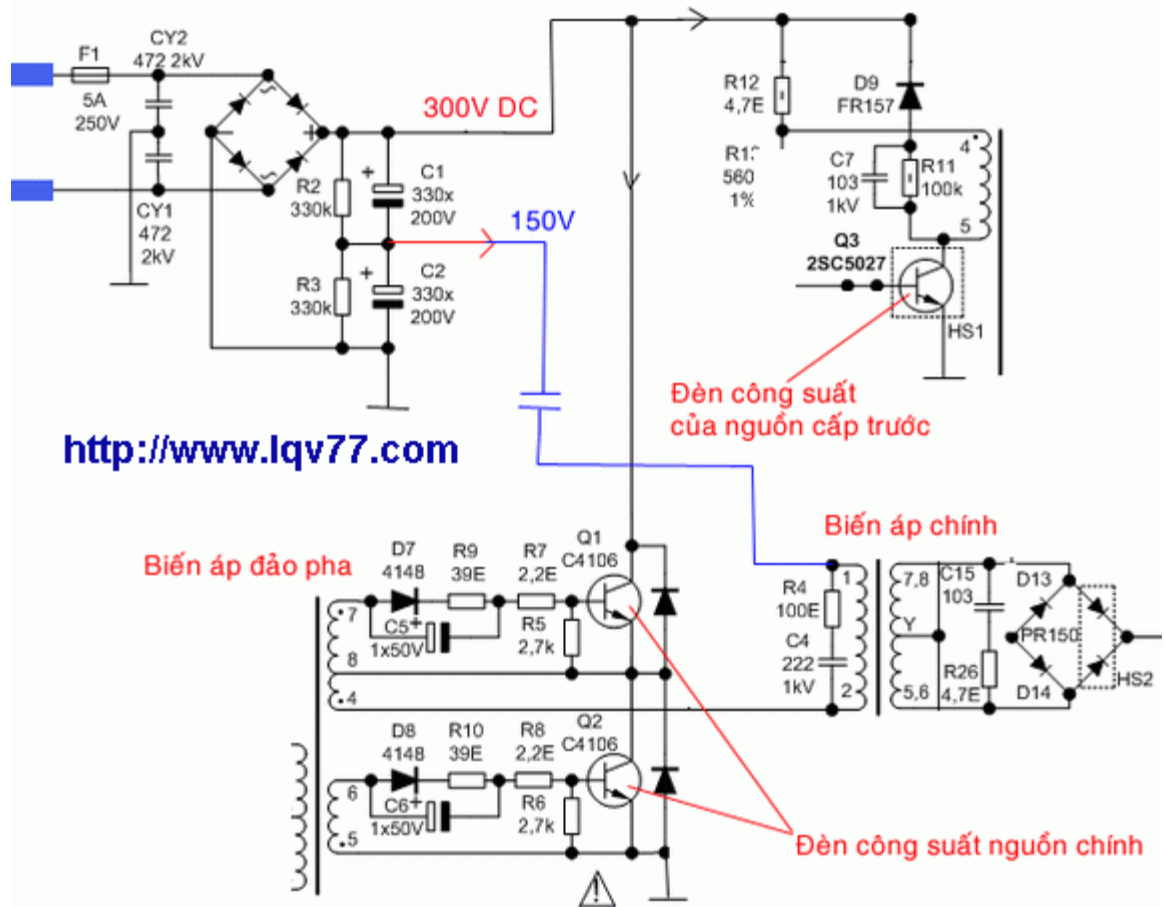 F1
5A
250V
CY2
472 2kV
CY1
472
2kV
300V DC
R2
330k
R3
330k
+
C1
330x
200V
+
C2
330x
200V
150V
R12
4,7E
560
1%
D9
FR157
C7
103
1kV
R11
100k
4
5
Q3
2SC5027
HS1
Đèn công suất
của nguồn cấp trước
http://www.lqv77.com
Biến áp đảo pha
Biến áp chính
D7
4148
R9
39E
R7
2,2E
Q1
C4106
C5+
1x50V
R5
2,7k
7
8
4
D8
4148
R10
39E
R8
2,2E
Q2
C4106
C6+
1x50V
R6
2,7k
6
5
R4
100E
C4
222
1kV
1
2
7,8
Y
5,6
C15
103
R26
4,7E
D13
PR150
D14
HS2
Đèn công suất nguồn chính